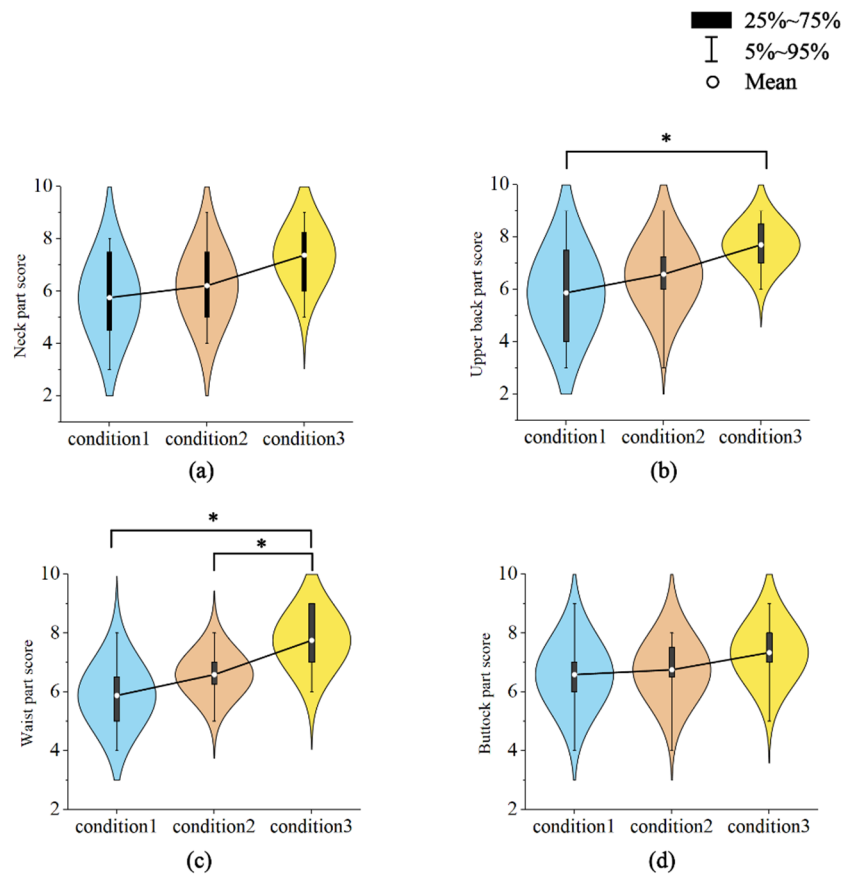 25%~75%
5%~95%
Mean
*
10
8
6
4
2
Neck part score
condition1 condition2 condition3
(a)
10
8
6
4
2
Upper back part score
condition1 condition2 condition3
(b)
*
*
10
8
6
4
2
Waist part score
condition1 condition2 condition3
(c)
10
8
6
4
2
Buttock part score
condition1 condition2 condition3
(d)